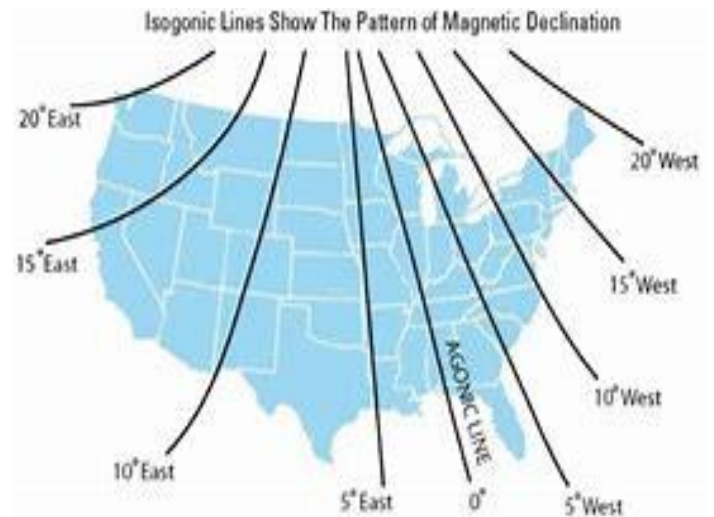 Isogonic Lines Show The Pattern of Magnetic Declination
20°East
20°West
15°East
15°West
AGONIC LINE
10°West
10°East
5°East
0°
5°West